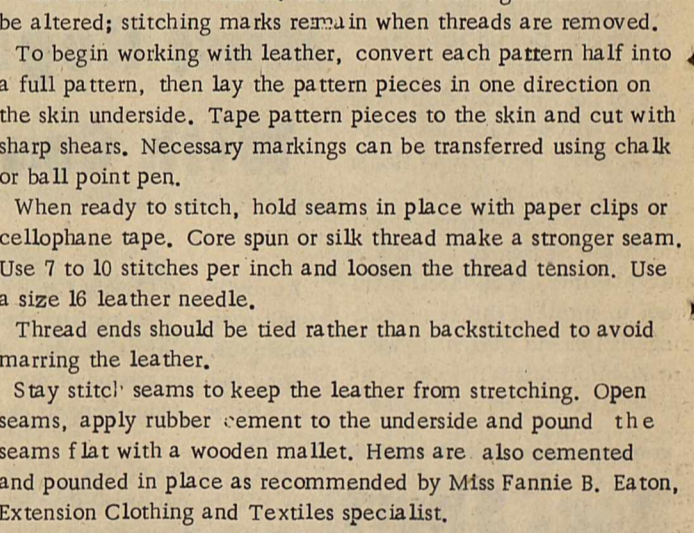 be altered; stitching marks remain when threads are removed.
To begin working with leather, convert each pattern half into
a full pattern, then lay the pattern pieces in one direction on
the skin underside. Tape pattern pieces to the skin and cut with
sharp shears. Necessary markings can be transferred using chalk
or ball point pen.
When ready to stitch, hold seams in place with paper clips or
cellophane tape. Core spun or silk thread make a stronger seam.
Use 7 to 10 stitches per inch and loosen the thread tension. Use
a size 16 leather needle.
Thread ends should be tied rather than backstitched to avoid
marring the leather.
Stay stitch seams to keep the leather from stretching. Open
seams, apply rubber cement to the underside and pound the
seams flat with a wooden mallet. Hems are also cemented
and pounded in place as recommended by Miss Fannie B. Eaton,
Extension Clothing and Textiles specialist.